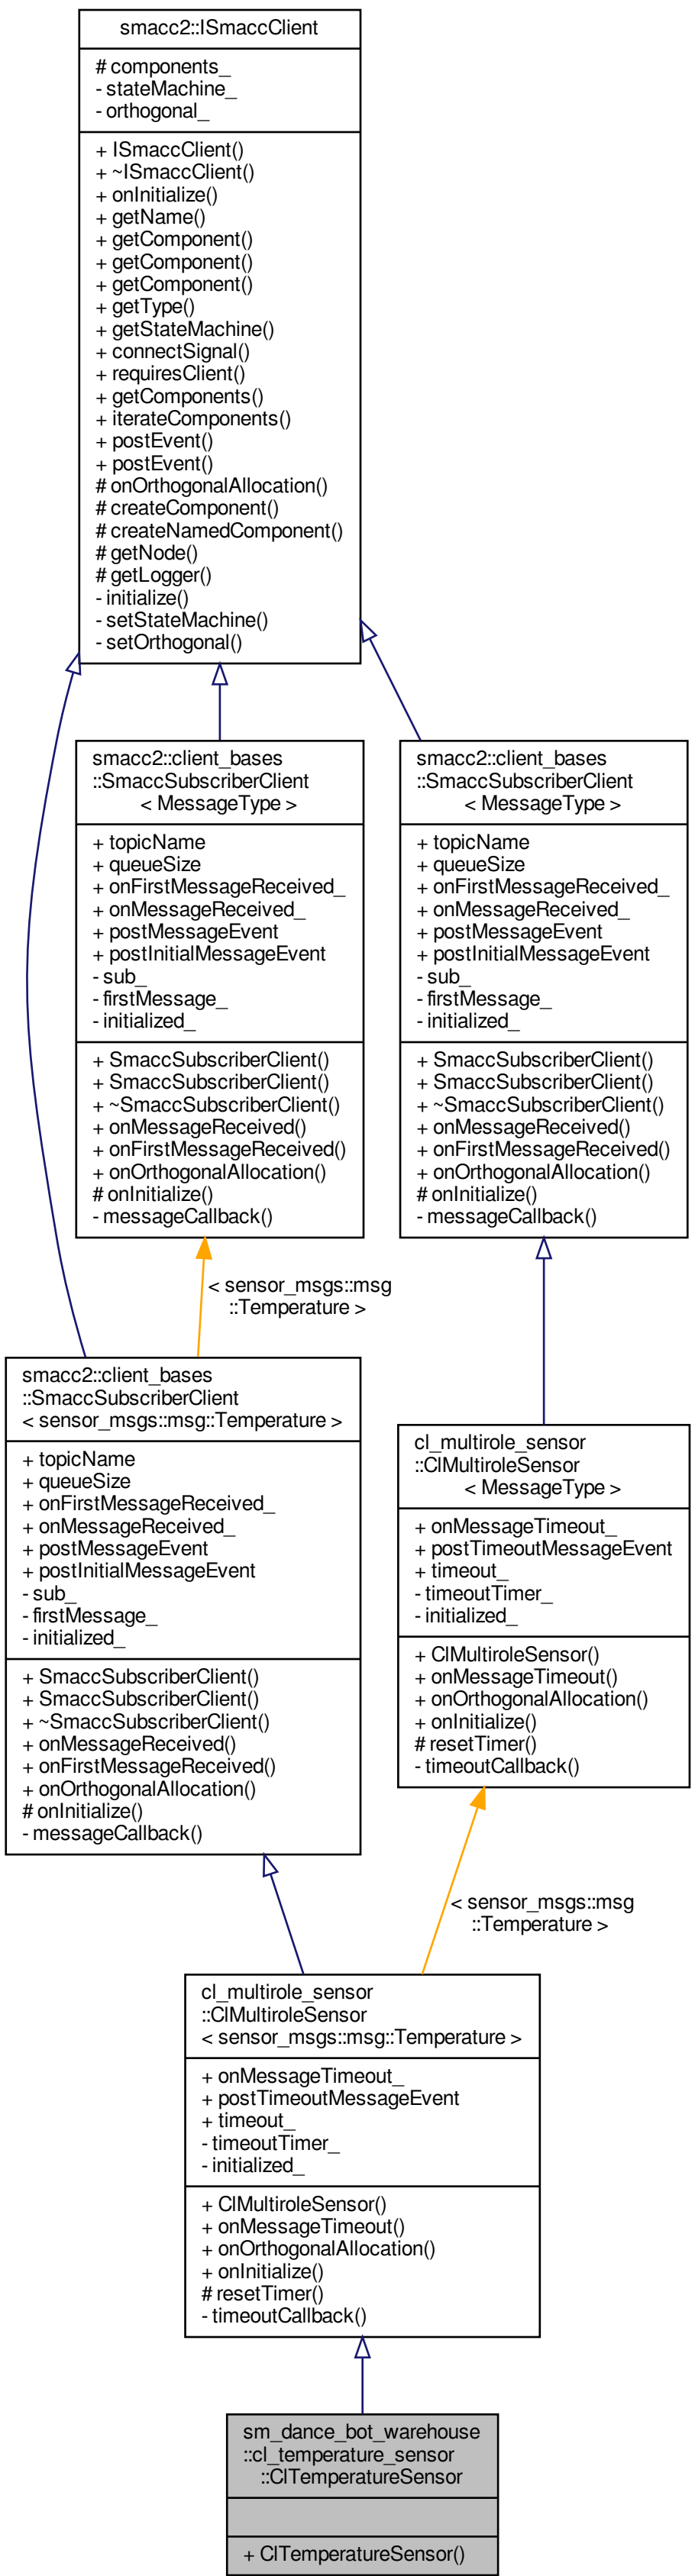 smacc2::ISmaccClient
# components_
- stateMachine_
- orthogonal_
+ ISmaccClient()
+ ~ISmaccClient()
+ onInitialize()
+ getName()
+ getComponent()
+ getComponent()
+ getComponent()
+ getType()
+ getStateMachine()
+ connectSignal()
+ requiresClient()
+ getComponents()
+ iterateComponents()
+ postEvent()
+ postEvent()
# onOrthogonalAllocation()
# createComponent()
# createNamedComponent()
# getNode()
# getLogger()
- initialize()
- setStateMachine()
- setOrthogonal()
smacc2::client_bases
::SmaccSubscriberClient
< MessageType >
+ topicName
+ queueSize
+ onFirstMessageReceived_
+ onMessageReceived_
+ postMessageEvent
+ postInitialMessageEvent
- sub_
- firstMessage_
- initialized_
+ SmaccSubscriberClient()
+ SmaccSubscriberClient()
+ ~SmaccSubscriberClient()
+ onMessageReceived()
+ onFirstMessageReceived()
+ onOrthogonalAllocation()
# onInitialize()
- messageCallback()
smacc2::client_bases
::SmaccSubscriberClient
< MessageType >
+ topicName
+ queueSize
+ onFirstMessageReceived_
+ onMessageReceived_
+ postMessageEvent
+ postInitialMessageEvent
- sub_
- firstMessage_
- initialized_
+ SmaccSubscriberClient()
+ SmaccSubscriberClient()
+ ~SmaccSubscriberClient()
+ onMessageReceived()
+ onFirstMessageReceived()
+ onOrthogonalAllocation()
# onInitialize()
- messageCallback()
< sensor_msgs::msg
::Temperature >
smacc2::client_bases
::SmaccSubscriberClient
< sensor_msgs::msg::Temperature >
+ topicName
+ queueSize
+ onFirstMessageReceived_
+ onMessageReceived_
+ postMessageEvent
+ postInitialMessageEvent
- sub_
- firstMessage_
- initialized_
+ SmaccSubscriberClient()
+ SmaccSubscriberClient()
+ ~SmaccSubscriberClient()
+ onMessageReceived()
+ onFirstMessageReceived()
+ onOrthogonalAllocation()
# onInitialize()
- messageCallback()
cl_multirole_sensor
::ClMultiroleSensor
< MessageType >
+ onMessageTimeout_
+ postTimeoutMessageEvent
+ timeout_
- timeoutTimer_
- initialized_
+ ClMultiroleSensor()
+ onMessageTimeout()
+ onOrthogonalAllocation()
+ onInitialize()
# resetTimer()
- timeoutCallback()
< sensor_msgs::msg
::Temperature >
cl_multirole_sensor
::ClMultiroleSensor
< sensor_msgs::msg::Temperature >
+ onMessageTimeout_
+ postTimeoutMessageEvent
+ timeout_
- timeoutTimer_
- initialized_
+ ClMultiroleSensor()
+ onMessageTimeout()
+ onOrthogonalAllocation()
+ onInitialize()
# resetTimer()
- timeoutCallback()
sm_dance_bot_warehouse
::cl_temperature_sensor
::ClTemperatureSensor
+ ClTemperatureSensor()